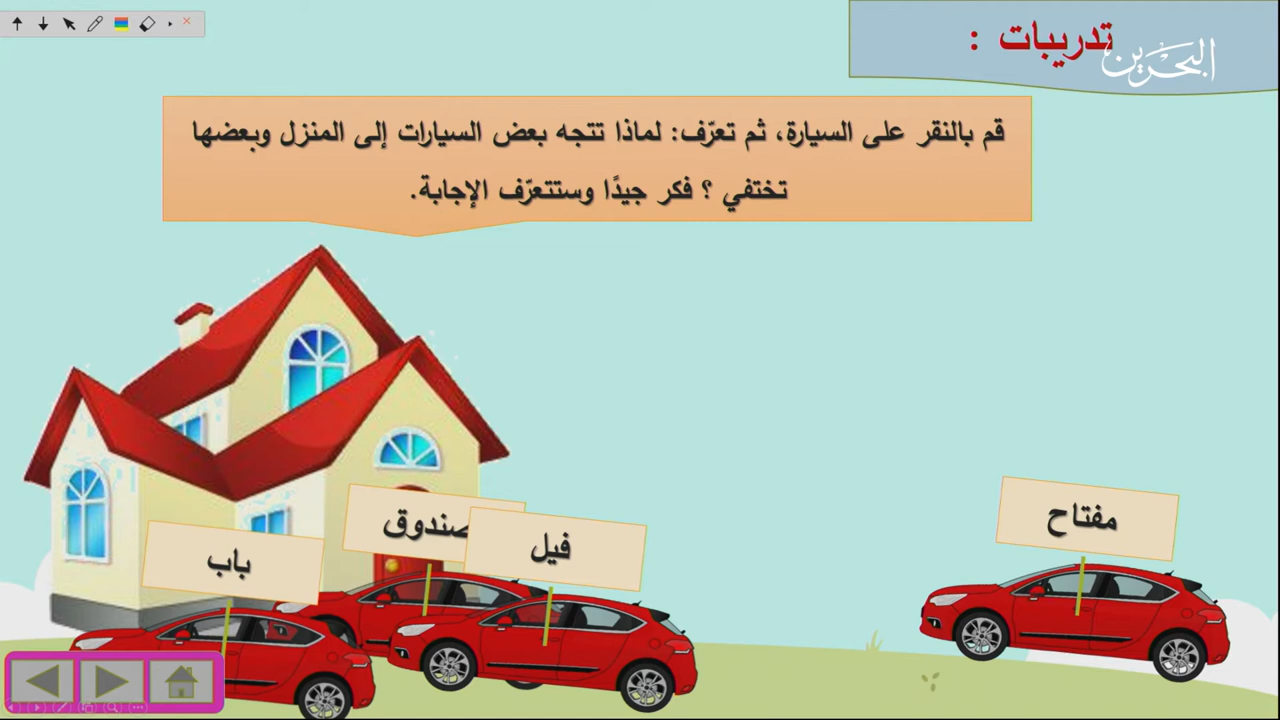 تدريبات :
البحرين
قم بالنقر على السيارة، ثم تعرّف: لماذا تتجه بعض السيارات إلى المنزل وبعضها
تختفي ؟ فكر جيدًا وستتعرّف الإجابة.
مفتاح
صندوق
فيل
باب